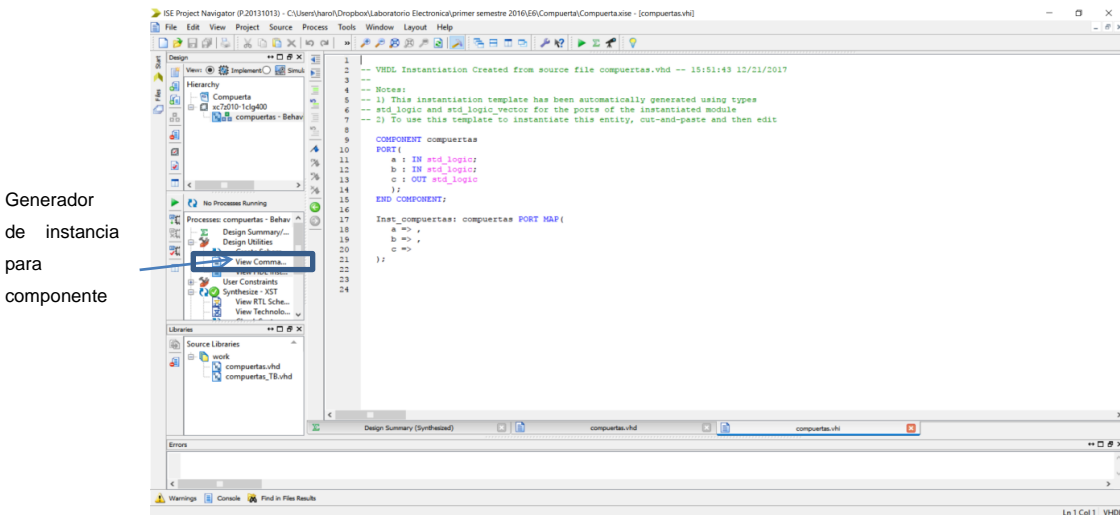 ISE Project Navigator (P.20131013) - C:\Users\harol\Dropbox\Laboratorio Electronica\primer semestre 2016\E6\Compuerta\Compuerta.xise - [compuertas.vhi]
File Edit View Project Source Process Tools Window Layout Help
Start
Files
Design
View: Implement Simul
Hierarchy
Compuerta
xc7z010-1clg400
compuertas - Behav
No Processes Running
Processes: compuertas - Behav
Design Summary/...
Design Utilities
View Comma...
User Constraints
Synthesize - XST
View RTL Sche...
View Technolo...
Libraries
Source Libraries
work
compuertas.vhd
compuertas_TB.vhd
Generador
de instancia
para
componente
1
2 -- VHDL Instantiation Created from source file compuertas.vhd -- 15:51:43 12/21/2017
3 --
4 -- Notes:
5 -- 1) This instantiation template has been automatically generated using types
6 -- std_logic and std_logic_vector for the ports of the instantiated module
7 -- 2) To use this template to instantiate this entity, cut-and-paste and then edit
8
9 COMPONENT compuertas
10 PORT(
11 a : IN std_logic;
12 b : IN std_logic;
13 c : OUT std_logic
14 );
15 END COMPONENT;
16
17 Inst_compuertas: compuertas PORT MAP(
18 a => ,
19 b => ,
20 c =>
21 );
22
23
24
Design Summary (Synthesized)
compuertas.vhd
compuertas.vhi
Errors
Warnings Console Find in Files Results
Ln 1 Col 1 VHD